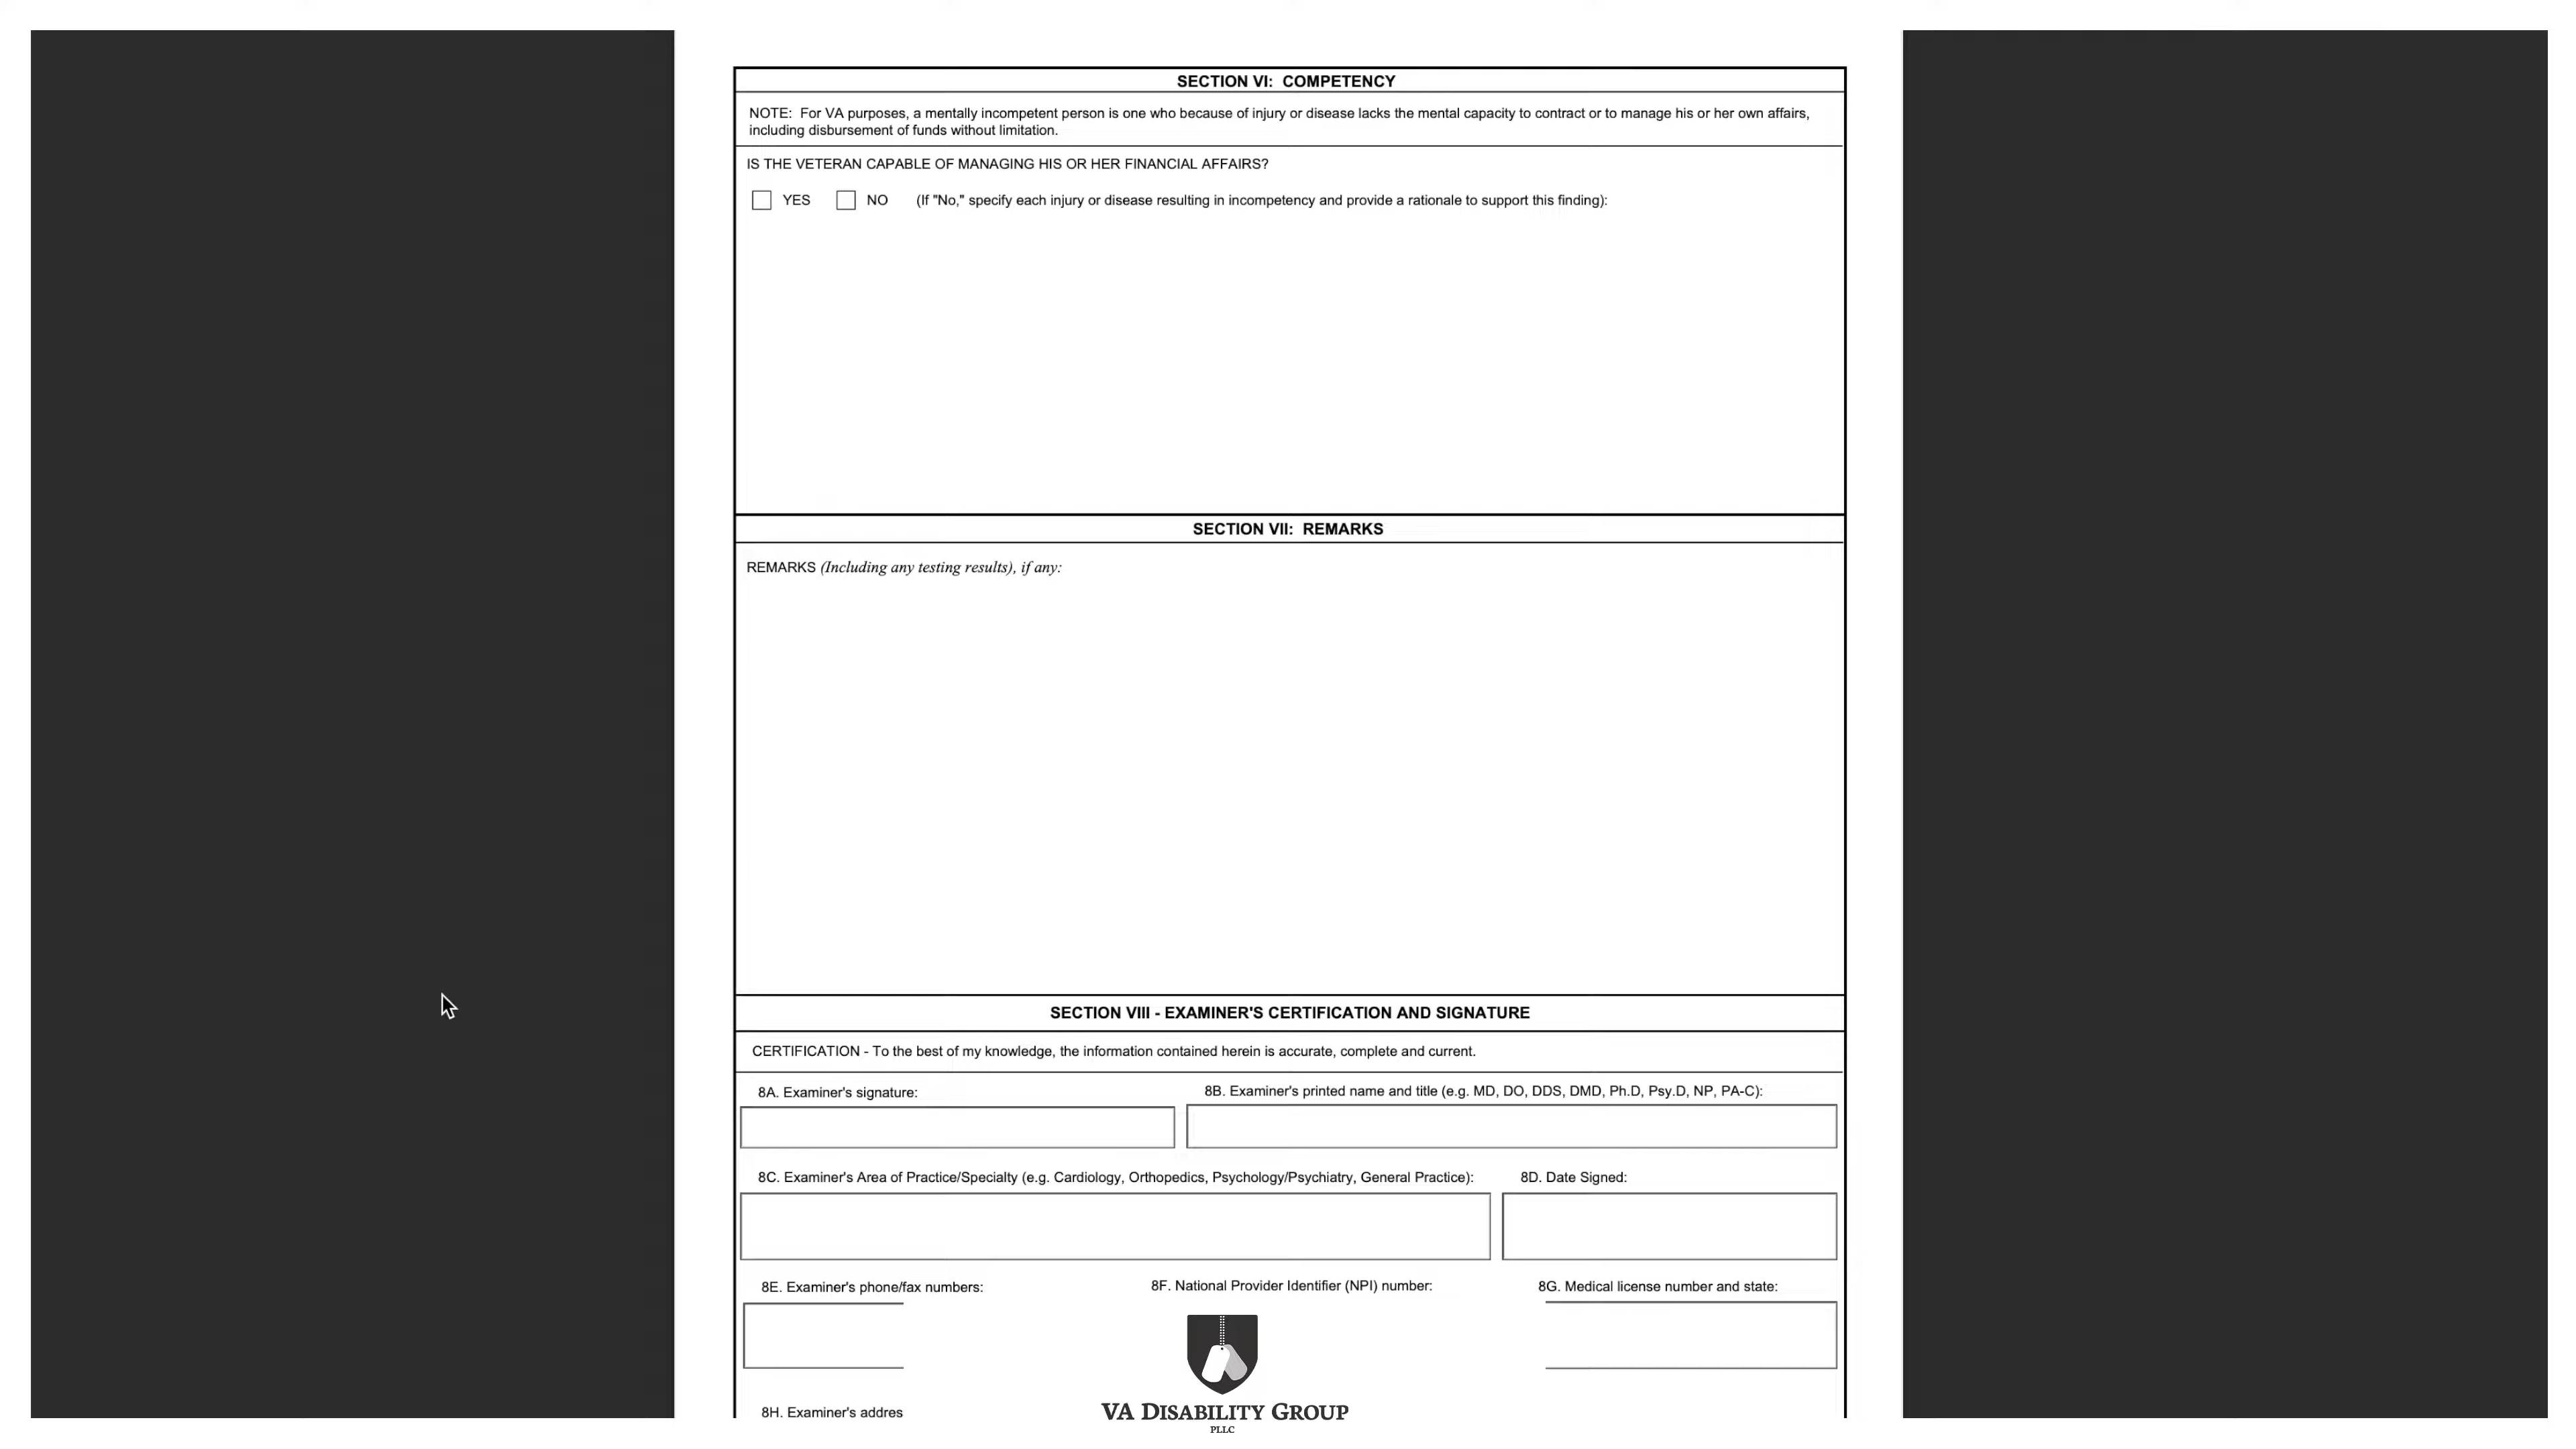 SECTION VI:  COMPETENCY
NOTE:  For VA purposes, a mentally incompetent person is one who because of injury or disease lacks the mental capacity to contract or to manage his or her own affairs,
including disbursement of funds without limitation.
IS THE VETERAN CAPABLE OF MANAGING HIS OR HER FINANCIAL AFFAIRS?
YES NO (If "No," specify each injury or disease resulting in incompetency and provide a rationale to support this finding):
SECTION VII:  REMARKS
REMARKS (Including any testing results), if any:
SECTION VIII - EXAMINER'S CERTIFICATION AND SIGNATURE
CERTIFICATION - To the best of my knowledge, the information contained herein is accurate, complete and current.
8A. Examiner's signature: 8B. Examiner's printed name and title (e.g. MD, DO, DDS, DMD, Ph.D, Psy.D, NP, PA-C):
8C. Examiner's Area of Practice/Specialty (e.g. Cardiology, Orthopedics, Psychology/Psychiatry, General Practice): 8D. Date Signed:
8E. Examiner's phone/fax numbers: 8F. National Provider Identifier (NPI) number: 8G. Medical license number and state:
8H. Examiner's addres
VA DISABILITY GROUP
PLLC